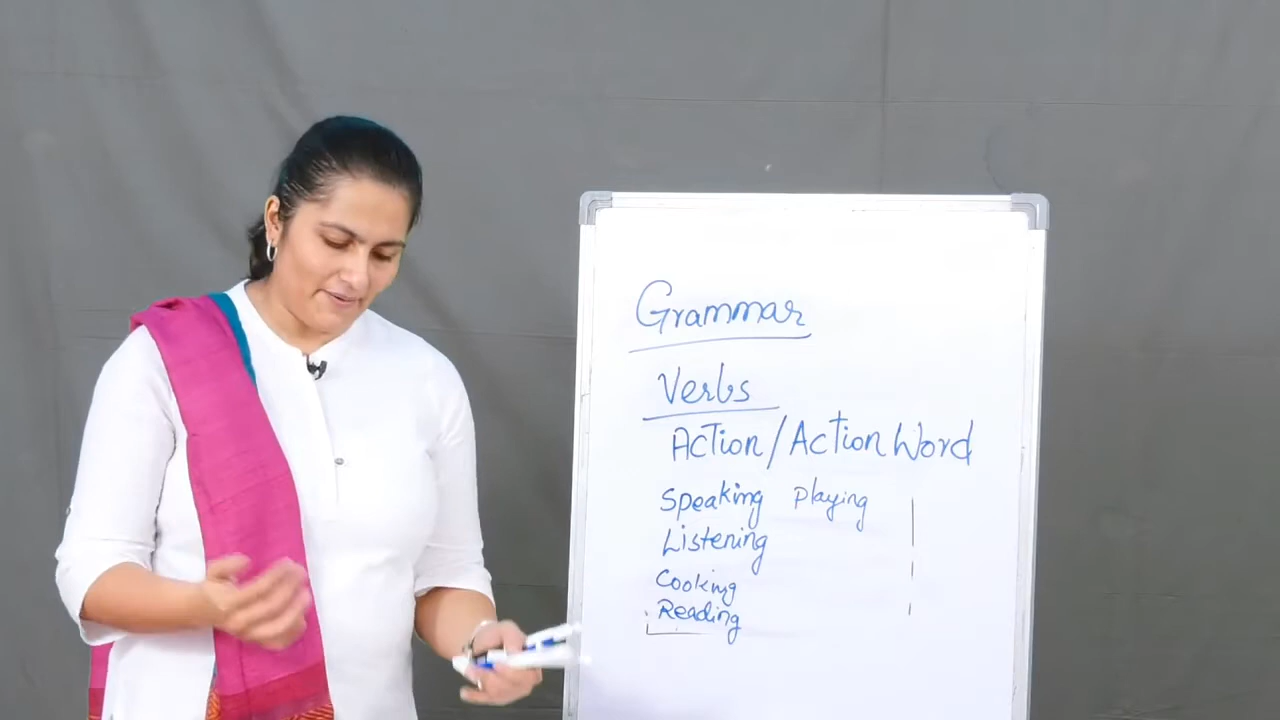 Grammar
Verbs
Action/Action Word
Speaking Playing
Listening
Cooking
Reading